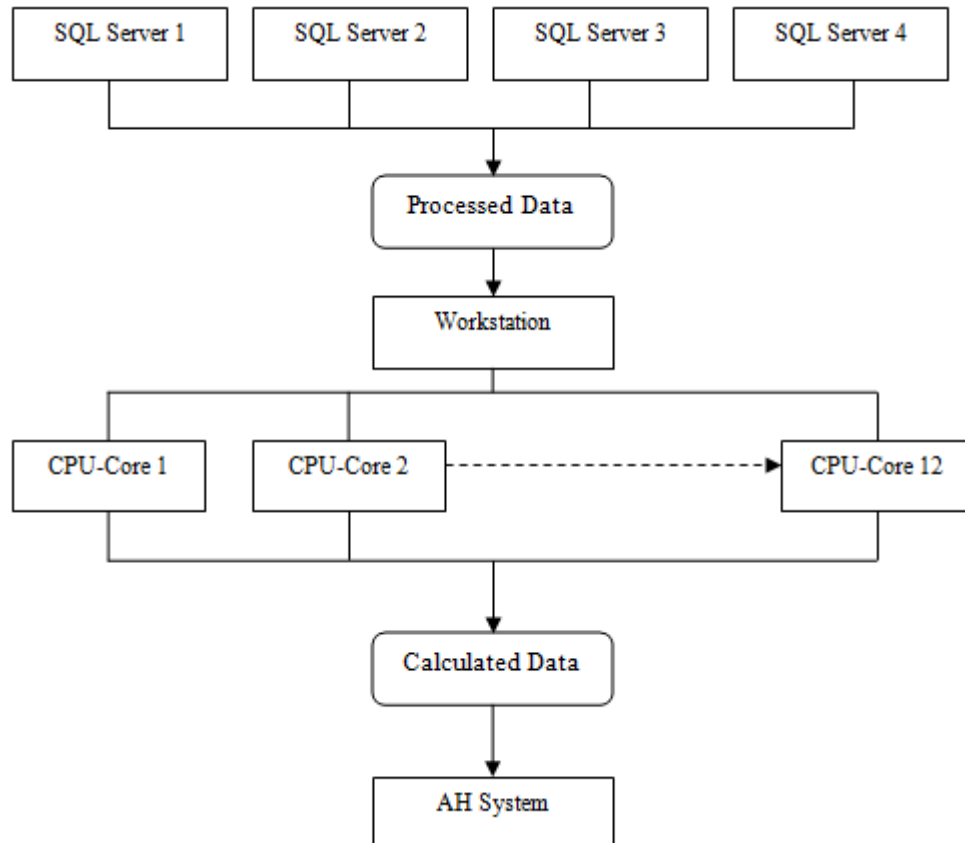 SQL Server 1
SQL Server 2
SQL Server 3
SQL Server 4
Processed Data
Workstation
CPU-Core 1
CPU-Core 2
CPU-Core 12
Calculated Data
AH System